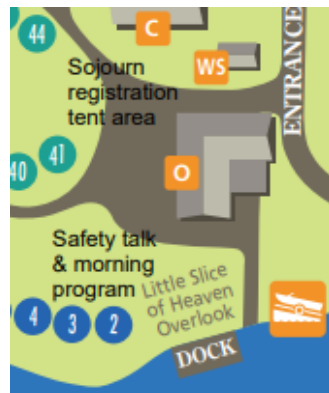 44
C
Sojourn
registration
tent area
WS
ENTRANCE
41
40
O
Safety talk
& morning
program
Little Slice
of Heaven
Overlook
4
3
2
DOCK